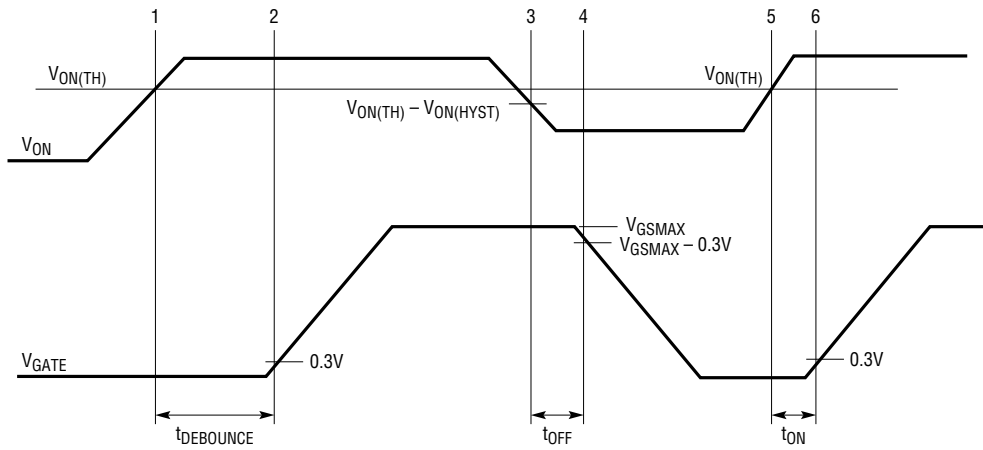 1 2 3 4 5 6
VON(TH) VON(TH)
VON(TH) – VON(HYST)
VON
VGSMAX
VGSMAX – 0.3V
VGATE 0.3V 0.3V
tDEBOUNCE tOFF tON